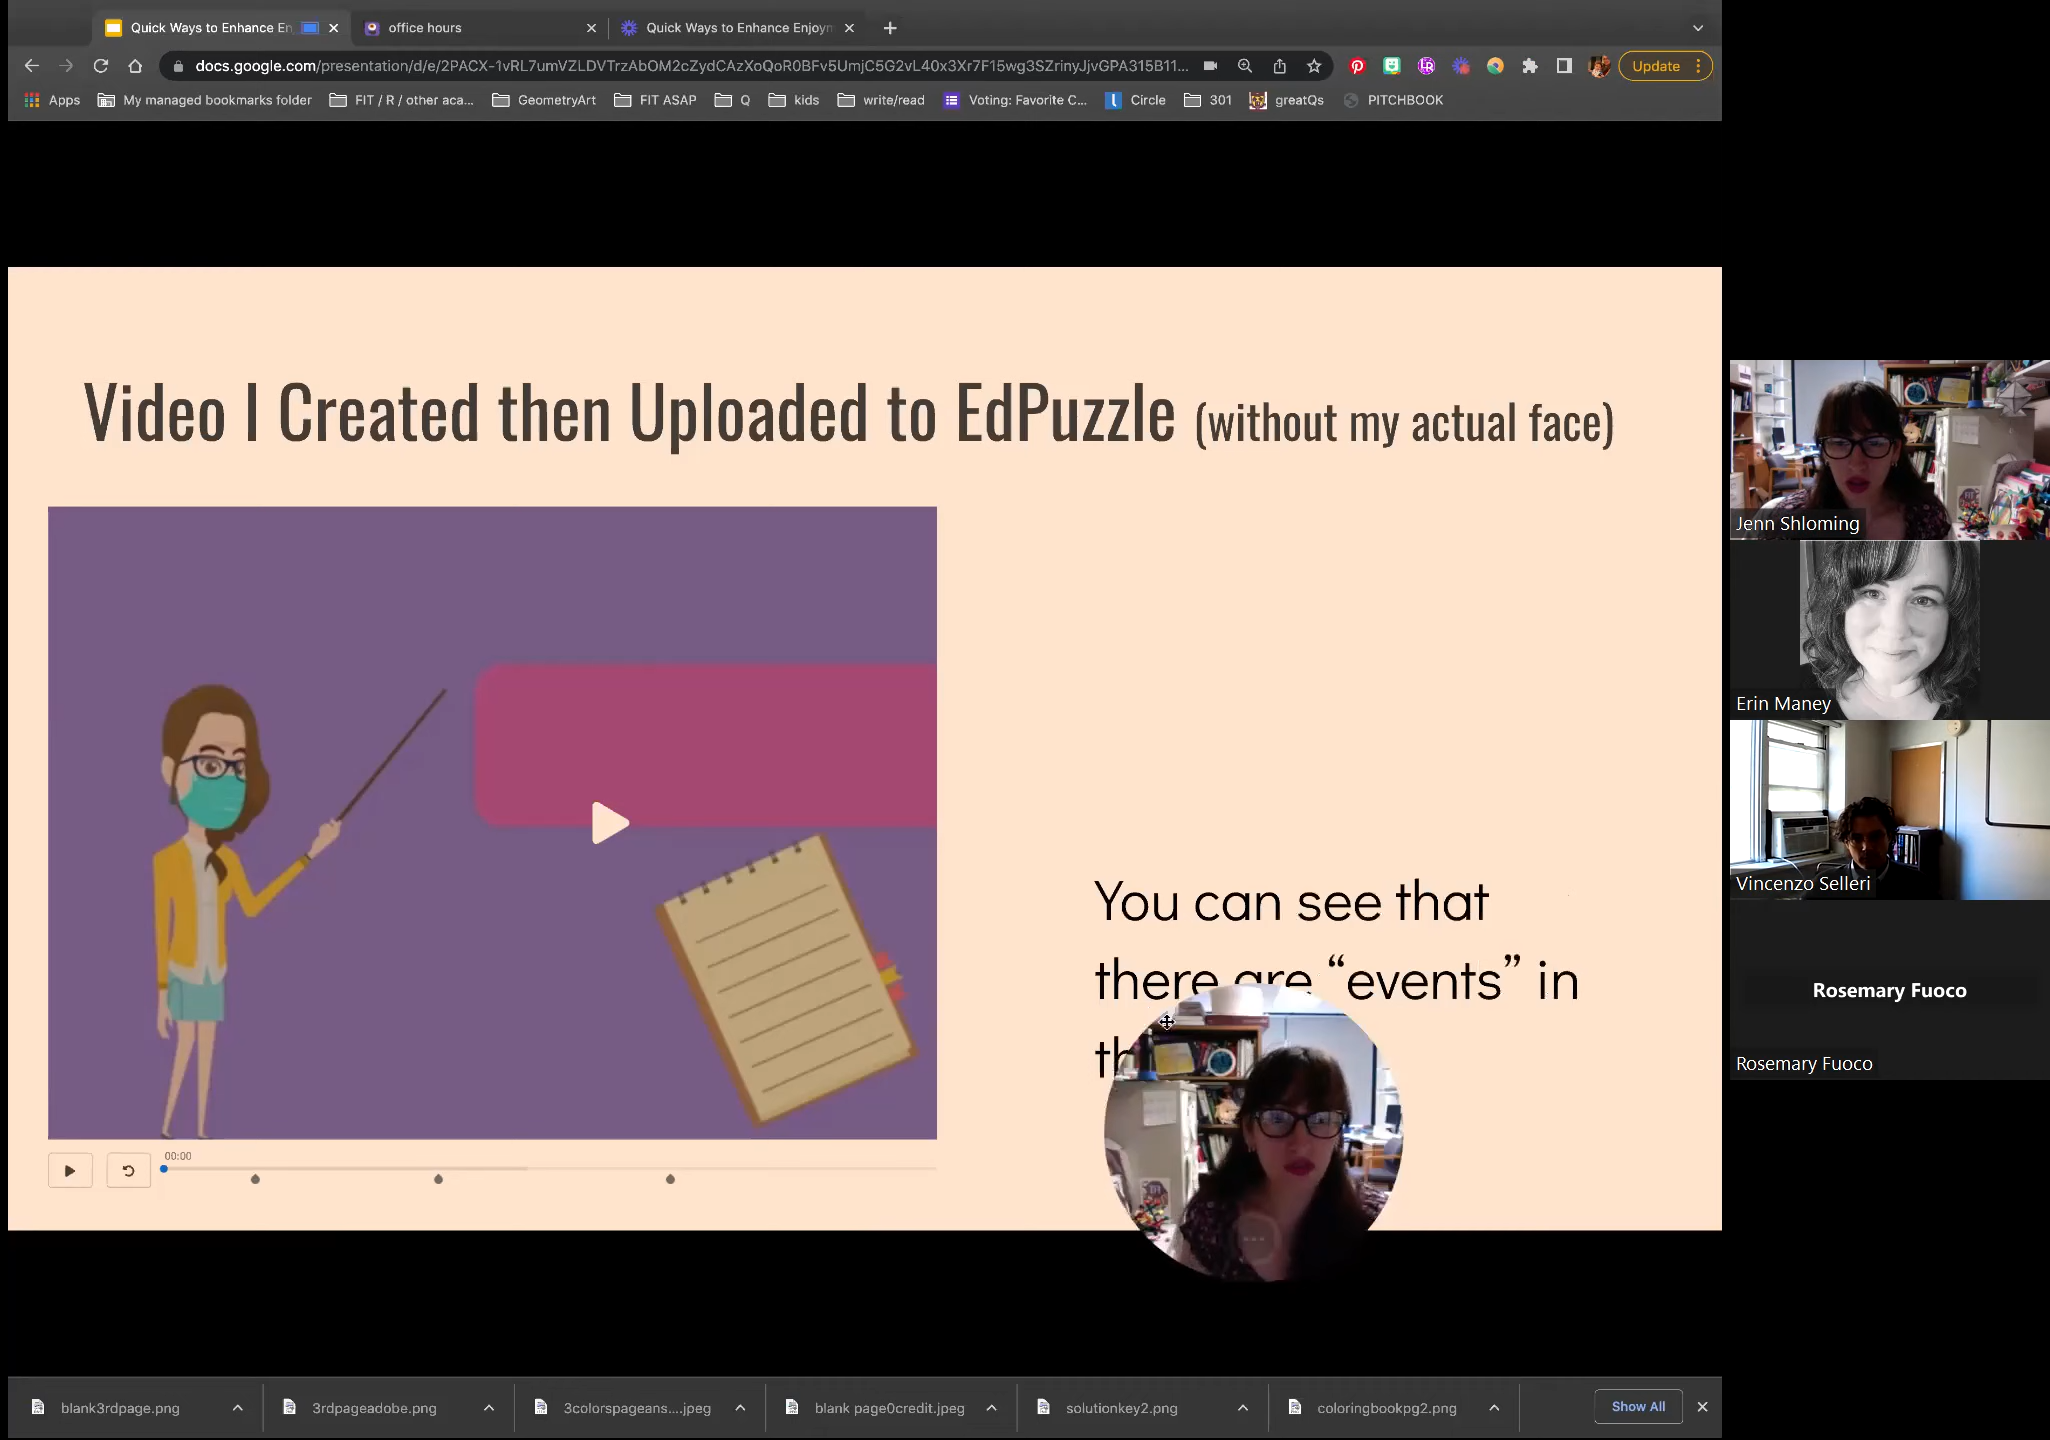 Quick Ways to Enhance En
office hours
Quick Ways to Enhance Enjoym
docs.google.com/presentation/d/e/2PACX-1vRL7umVZLDVTrzAbOM2cZydCAzXoQoR0BFv5UmjC5G2vL40x3Xr7F15wg3SZrinyJjvGPA315B11...
Update
Apps
My managed bookmarks folder
FIT / R / other aca...
GeometryArt
FIT ASAP
Q
kids
write/read
Voting: Favorite C...
Circle
301
greatQs
PITCHBOOK
Video I Created then Uploaded to EdPuzzle (without my actual face)
You can see that
there are “events” in
00:00
Jenn Shloming
Erin Maney
Vincenzo Selleri
Rosemary Fuoco
Rosemary Fuoco
blank3rdpage.png
3rdpageadobe.png
3colorspageans....jpeg
blank page0credit.jpeg
solutionkey2.png
coloringbookpg2.png
Show All